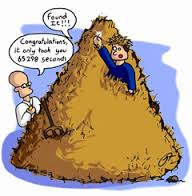 Found
It!!!
Congratulations,
it only took you
65298 seconds